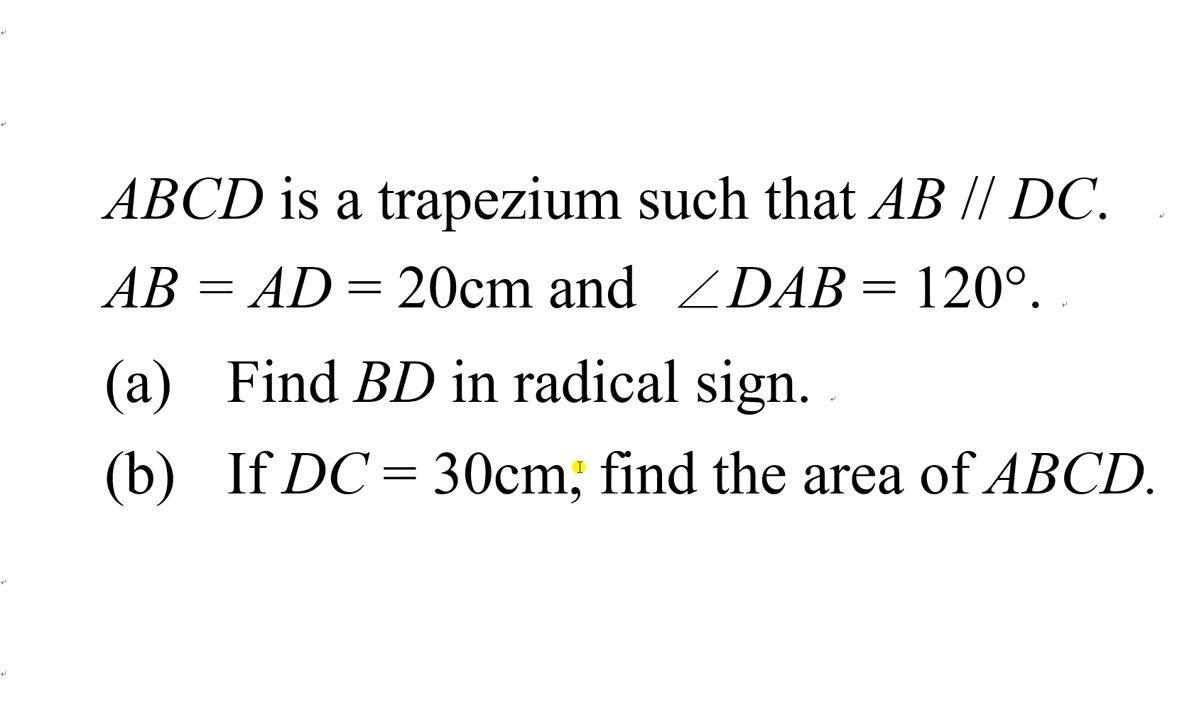 ABCD is a trapezium such that AB // DC.
AB = AD = 20cm and ∠DAB = 120°.
(a) Find BD in radical sign.
(b) If DC = 30cm, find the area of ABCD.